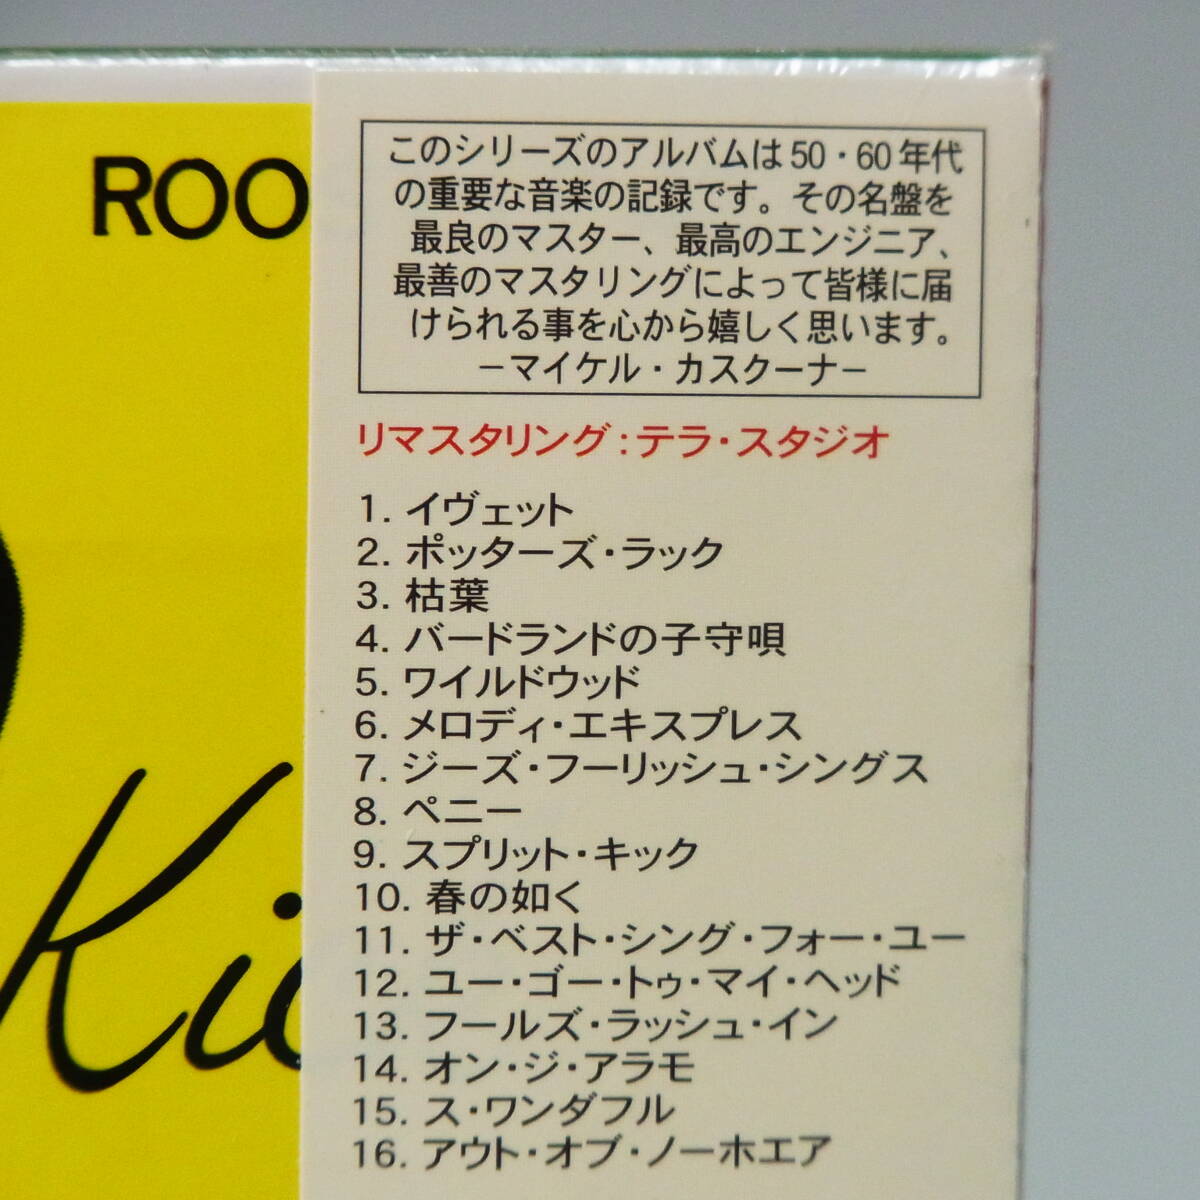 ROO
Ki
このシリーズのアルバムは50・60年代
の重要な音楽の記録です。その名盤を
最良のマスター、最高のエンジニア、
最善のマスタリングによって皆様に届
けられる事を心から嬉しく思います。
－マイケル・カスクーナ－
リマスタリング：テラ・スタジオ
1. イヴェット
2. ポッターズ・ラック
3. 枯葉
4. バードランドの子守唄
5. ワイルドウッド
6. メロディ・エキスプレス
7. ジーズ・フーリッシュ・シングス
8. ペニー
9. スプリット・キック
10. 春の如く
11. ザ・ベスト・シング・フォー・ユー
12. ユー・ゴー・トゥ・マイ・ヘッド
13. フールズ・ラッシュ・イン
14. オン・ジ・アラモ
15. ス・ワンダフル
16. アウト・オブ・ノーホエア